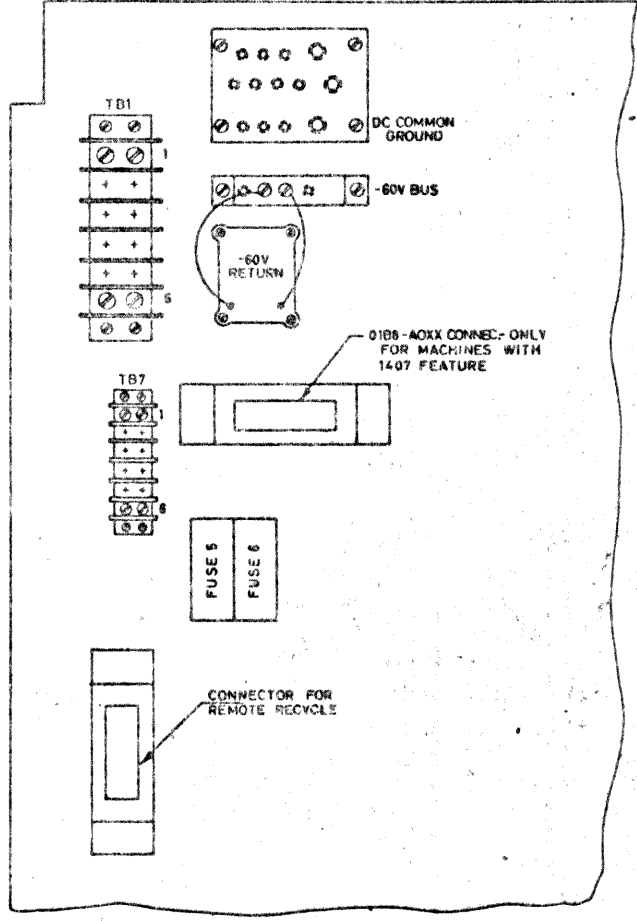 TB1
1
5
DC COMMON
GROUND
-60V BUS
-60V
RETURN
01B8-A0XX CONNEC- ONLY
FOR MACHINES WITH
1407 FEATURE
TB7
1
6
FUSE 5
FUSE 6
CONNECTOR FOR
REMOTE RECYCLE